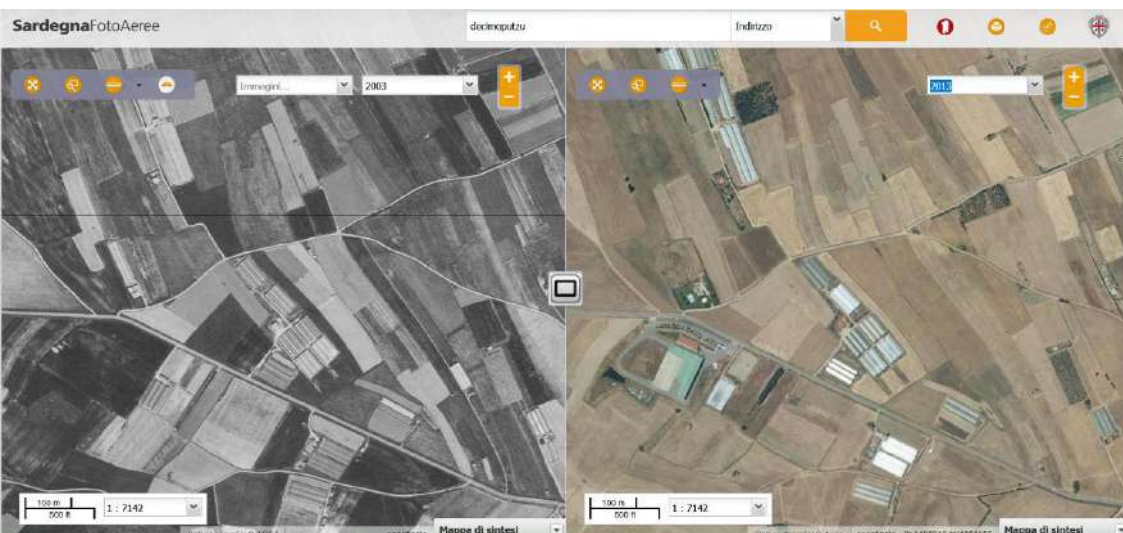 SardegnaFotoAeree
decimoputzu
Indirizzo
Immagini...
2003
2013
100 m
500 ft
1 : 7142
Mappa di sintesi
100 m
500 ft
1 : 7142
Mappa di sintesi